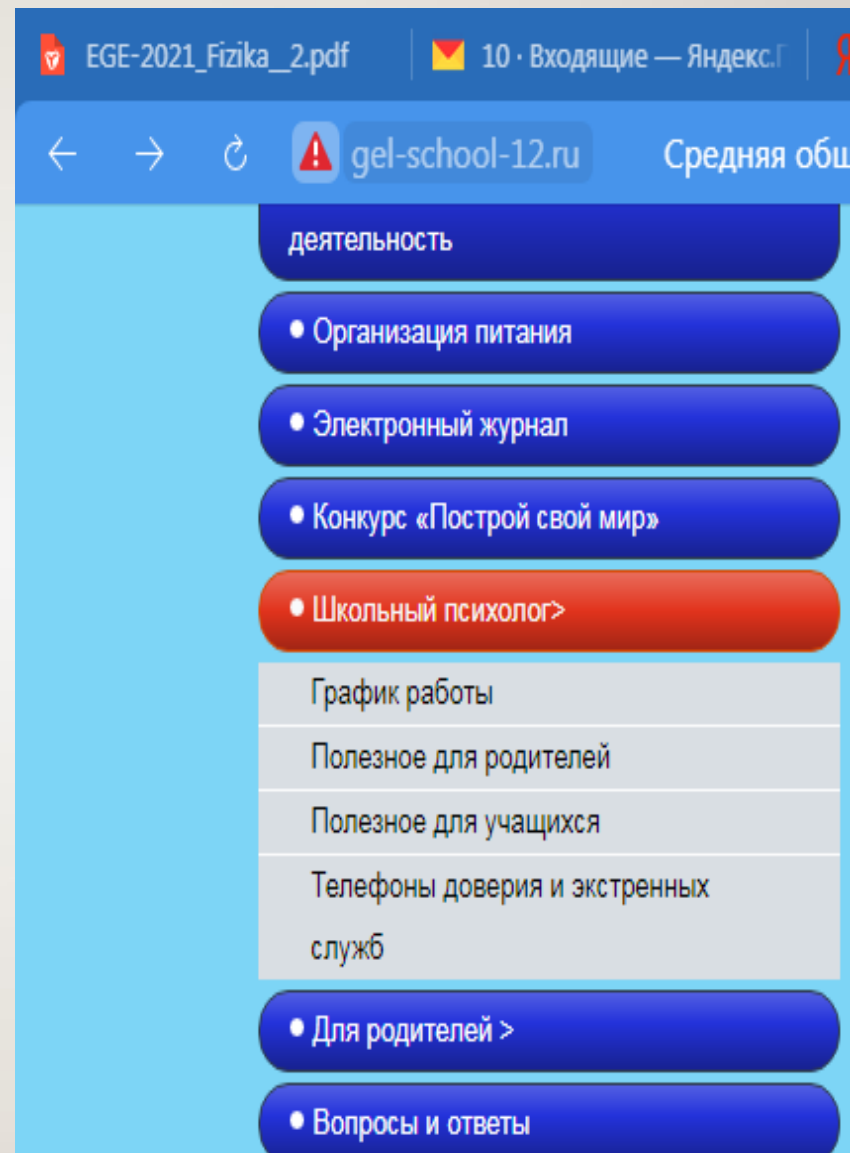 EGE-2021_Fizika__2.pdf
10 · Входящие — Яндекс.
gel-school-12.ru Средняя общ
деятельность
• Организация питания
• Электронный журнал
• Конкурс «Построй свой мир»
• Школьный психолог>
График работы
Полезное для родителей
Полезное для учащихся
Телефоны доверия и экстренных
служб
• Для родителей >
• Вопросы и ответы